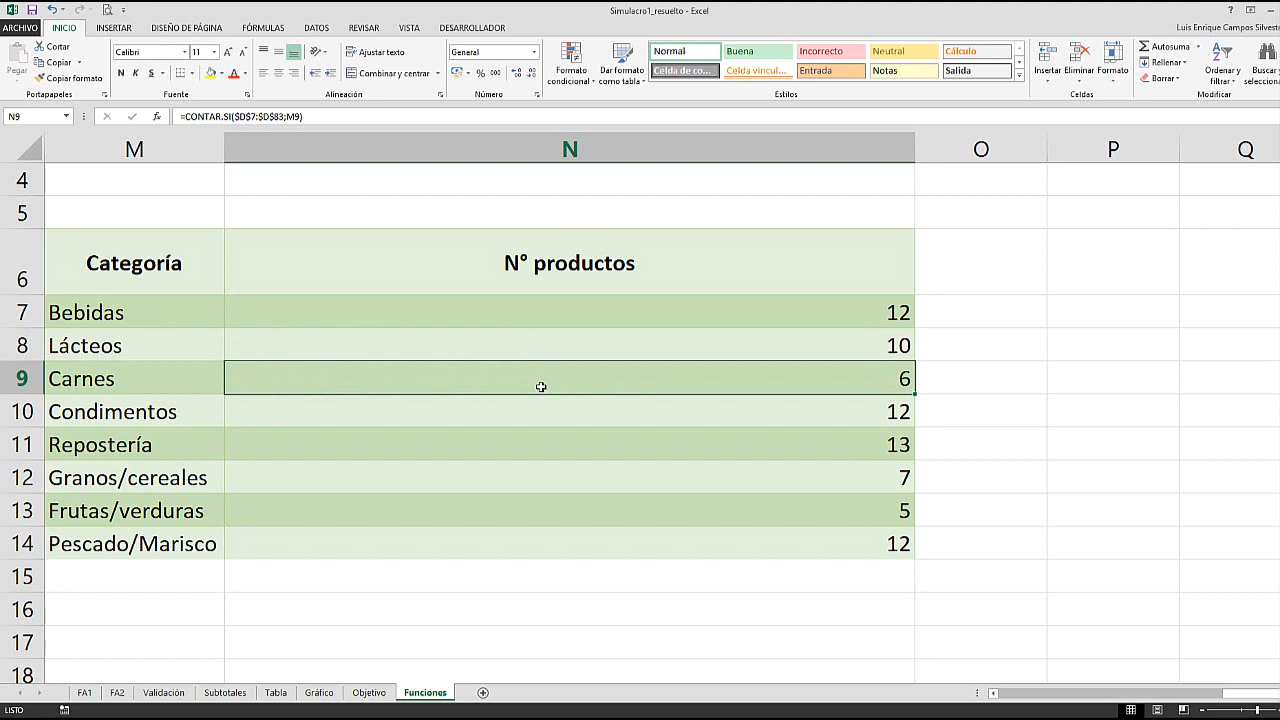 Simulacro1_resuelto - Excel
ARCHIVO INICIO INSERTAR DISEÑO DE PÁGINA FÓRMULAS DATOS REVISAR VISTA DESARROLLADOR Luis Enrique Campos Silvest
Cortar
Copiar
Copiar formato
Portapapeles
Calibri 11
N K S
Fuente
Ajustar texto
Combinar y centrar
Alineación
General
Número
Formato condicional
Dar formato como tabla
Normal Buena Incorrecto Neutral Cálculo
Celda de co... Celda vincul... Entrada Notas Salida
Estilos
Insertar Eliminar Formato
Celdas
Autosuma
Rellenar
Borrar
Ordenar y filtrar
Buscar
Modificar
N9 =CONTAR.SI($D$7:$D$83;M9)
M N O P Q
4
5
6 Categoría N° productos
7 Bebidas 12
8 Lácteos 10
9 Carnes 6
10 Condimentos 12
11 Repostería 13
12 Granos/cereales 7
13 Frutas/verduras 5
14 Pescado/Marisco 12
15
16
17
18
FA1 FA2 Validación Subtotales Tabla Gráfico Objetivo Funciones
LISTO